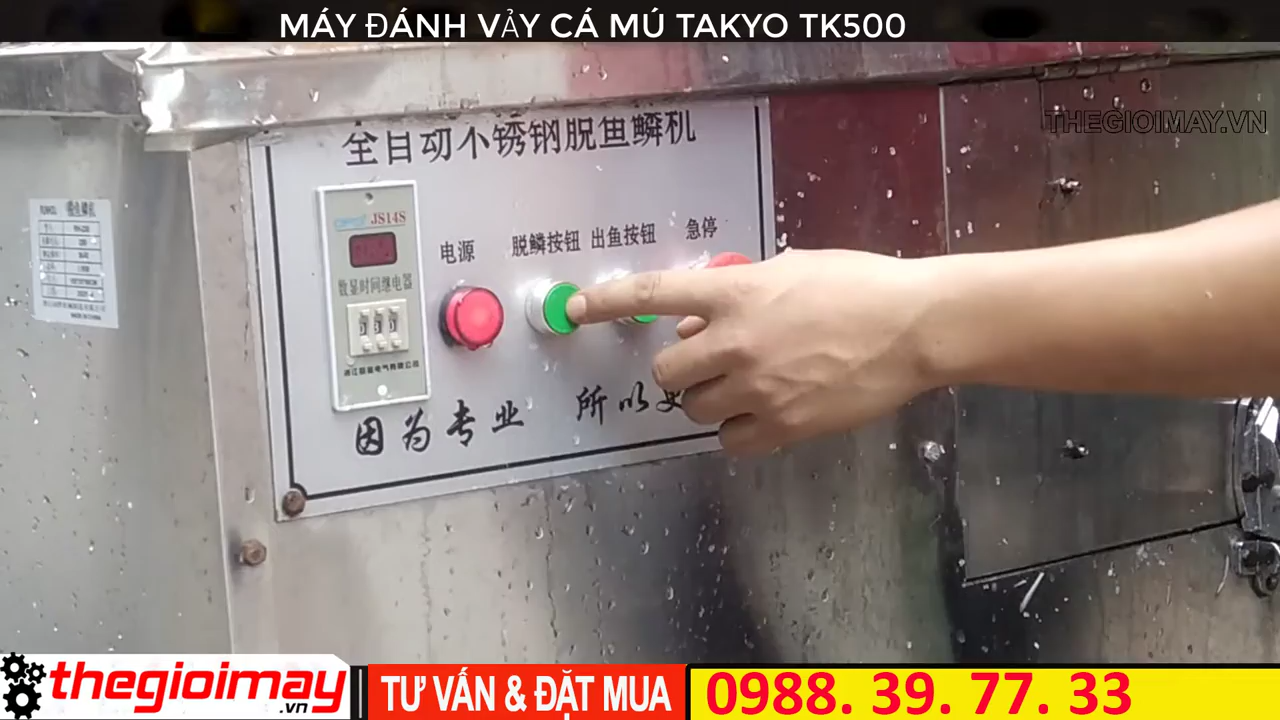 MÁY ĐÁNH VẢY CÁ MÚ TAKYO TK500
THEGIOIMAY.VN
全自动不锈钢脱鱼鳞机
JS14S
电源
脱鳞按钮
出鱼按钮
急停
数显时间继电器
因为专业
所以
thegioimay
.vn
TƯ VẤN & ĐẶT MUA
0988. 39. 77. 33